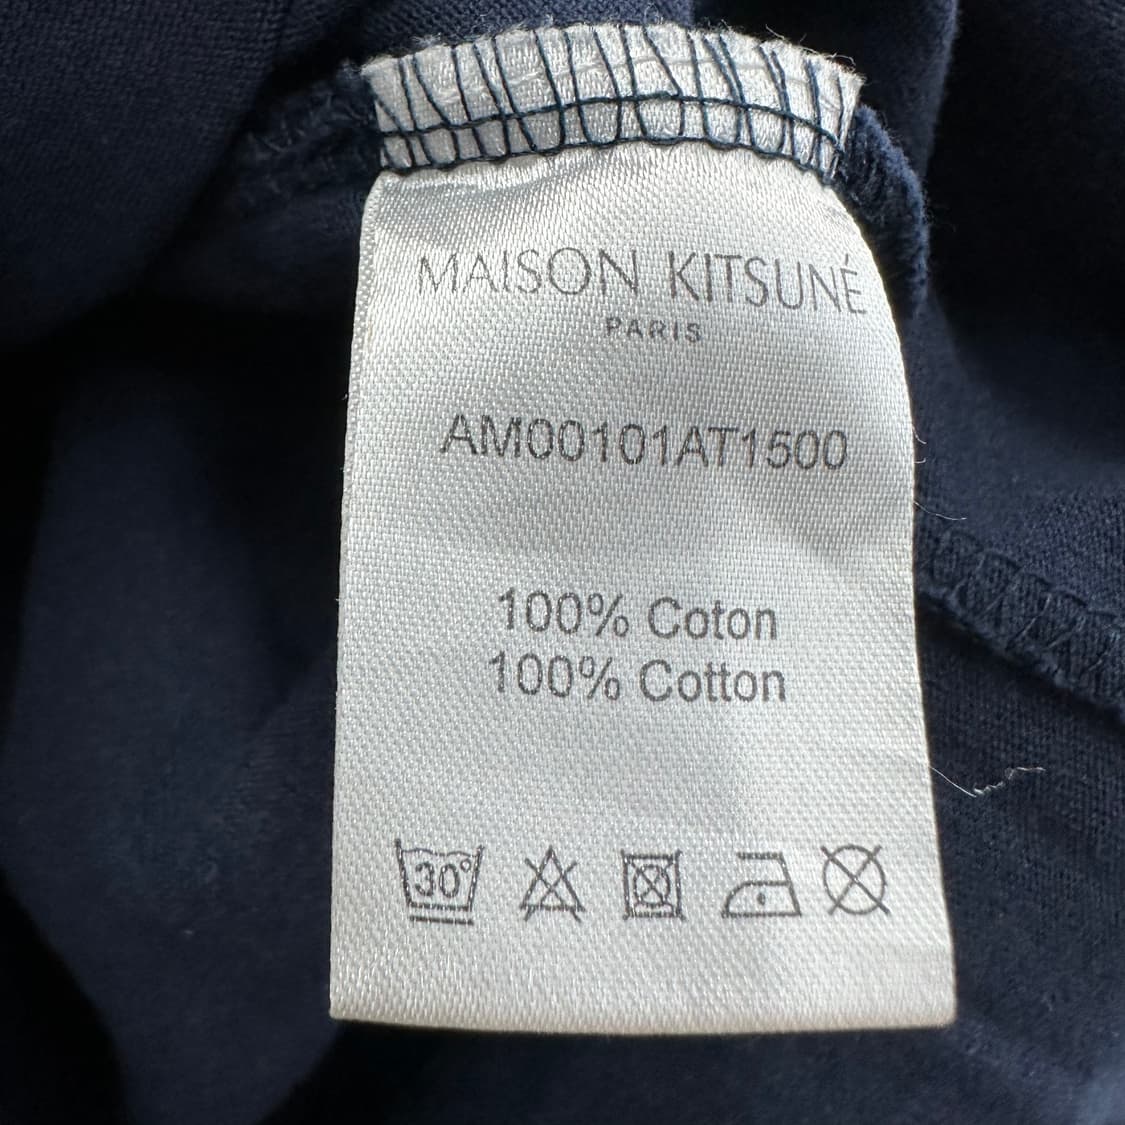 MAISON KITSUNÉ
PARIS
AM00101AT1500
100% Coton
100% Cotton
30°